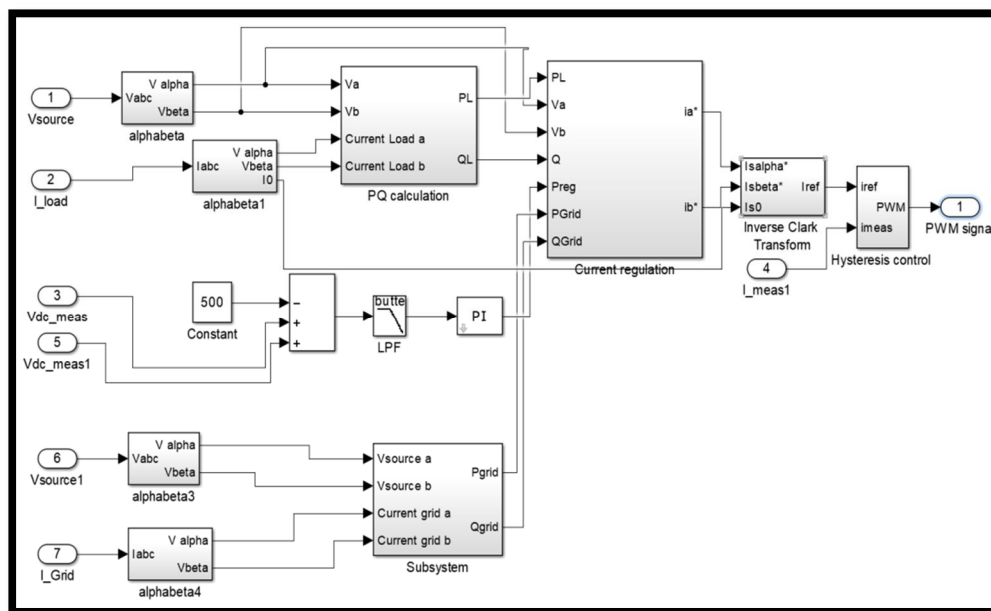 1
Vsource
Vabc
V alpha
Vbeta
alphabeta
2
I_load
Iabc
V alpha
Vbeta
I0
alphabeta1
Va
Vb
Current Load a
Current Load b
PL
QL
PQ calculation
PL
Va
Vb
Q
Preg
PGrid
QGrid
ia*
ib*
Current regulation
Isalpha*
Isbeta*
Is0
Iref
Inverse Clark
Transform
iref
PWM
imeas
Hysteresis control
1
PWM signa
4
I_meas1
3
Vdc_meas
5
Vdc_meas1
500
Constant
−
+
+
butte
LPF
PI
6
Vsource1
Vabc
V alpha
Vbeta
alphabeta3
7
I_Grid
Iabc
V alpha
Vbeta
alphabeta4
Vsource a
Vsource b
Current grid a
Current grid b
Pgrid
Qgrid
Subsystem